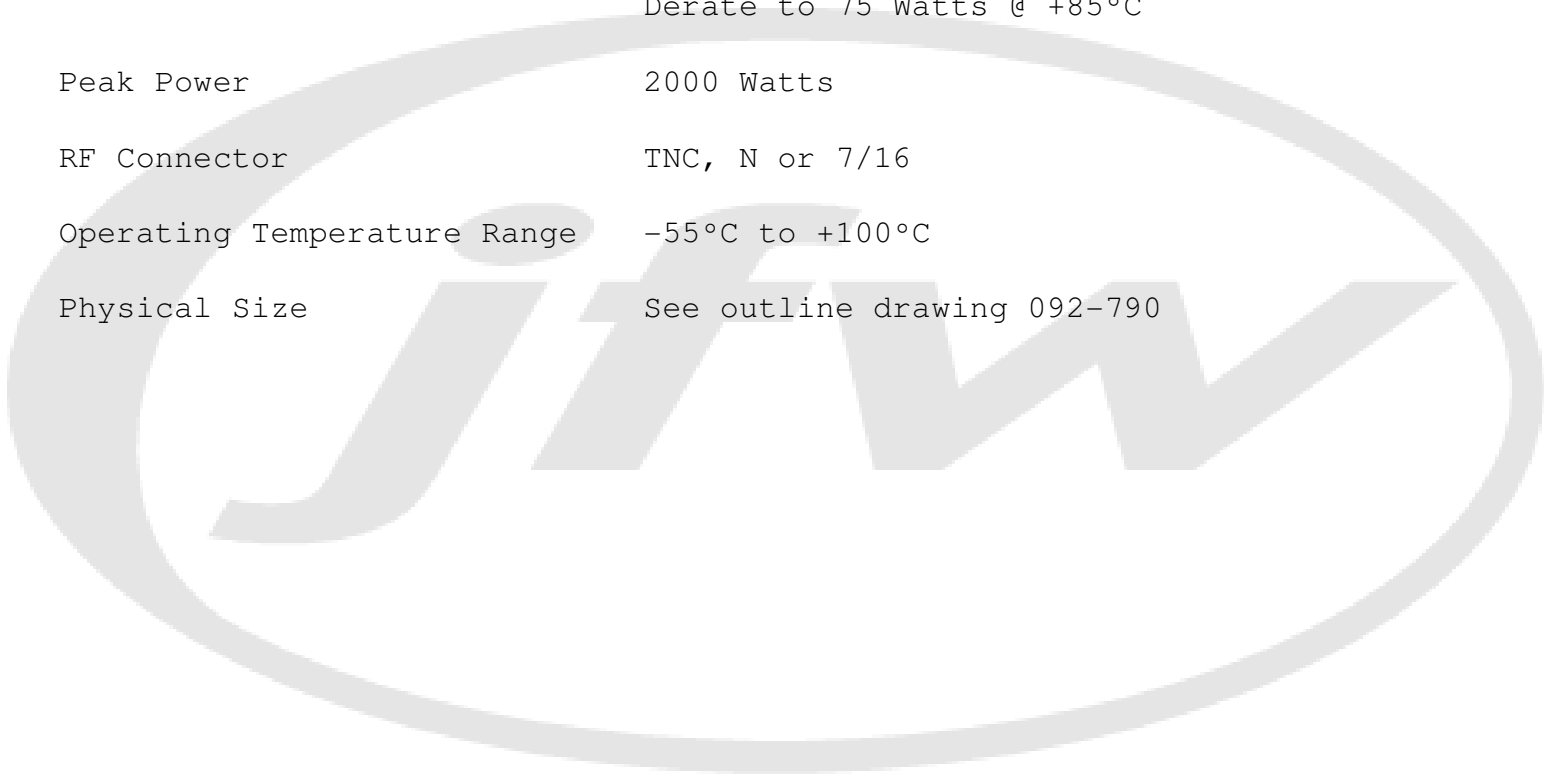 Derate to 75 Watts @ +85°C
Peak Power 2000 Watts
RF Connector TNC, N or 7/16
Operating Temperature Range -55°C to +100°C
Physical Size See outline drawing 092-790
jfw